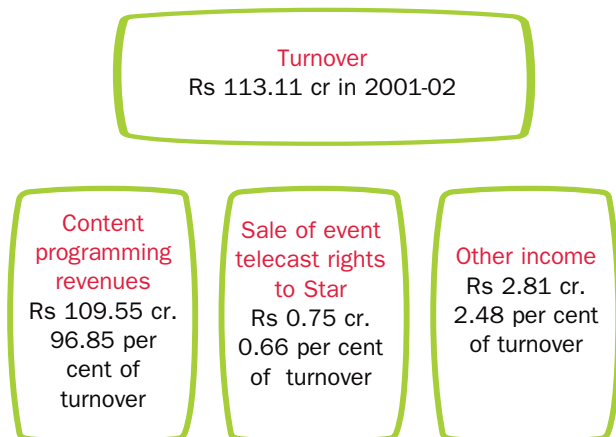 Turnover
Rs 113.11 cr in 2001-02
Content
programming
revenues
Rs 109.55 cr.
96.85 per
cent of
turnover
Sale of event
telecast rights
to Star
Rs 0.75 cr.
0.66 per cent
of turnover
Other income
Rs 2.81 cr.
2.48 per cent
of turnover